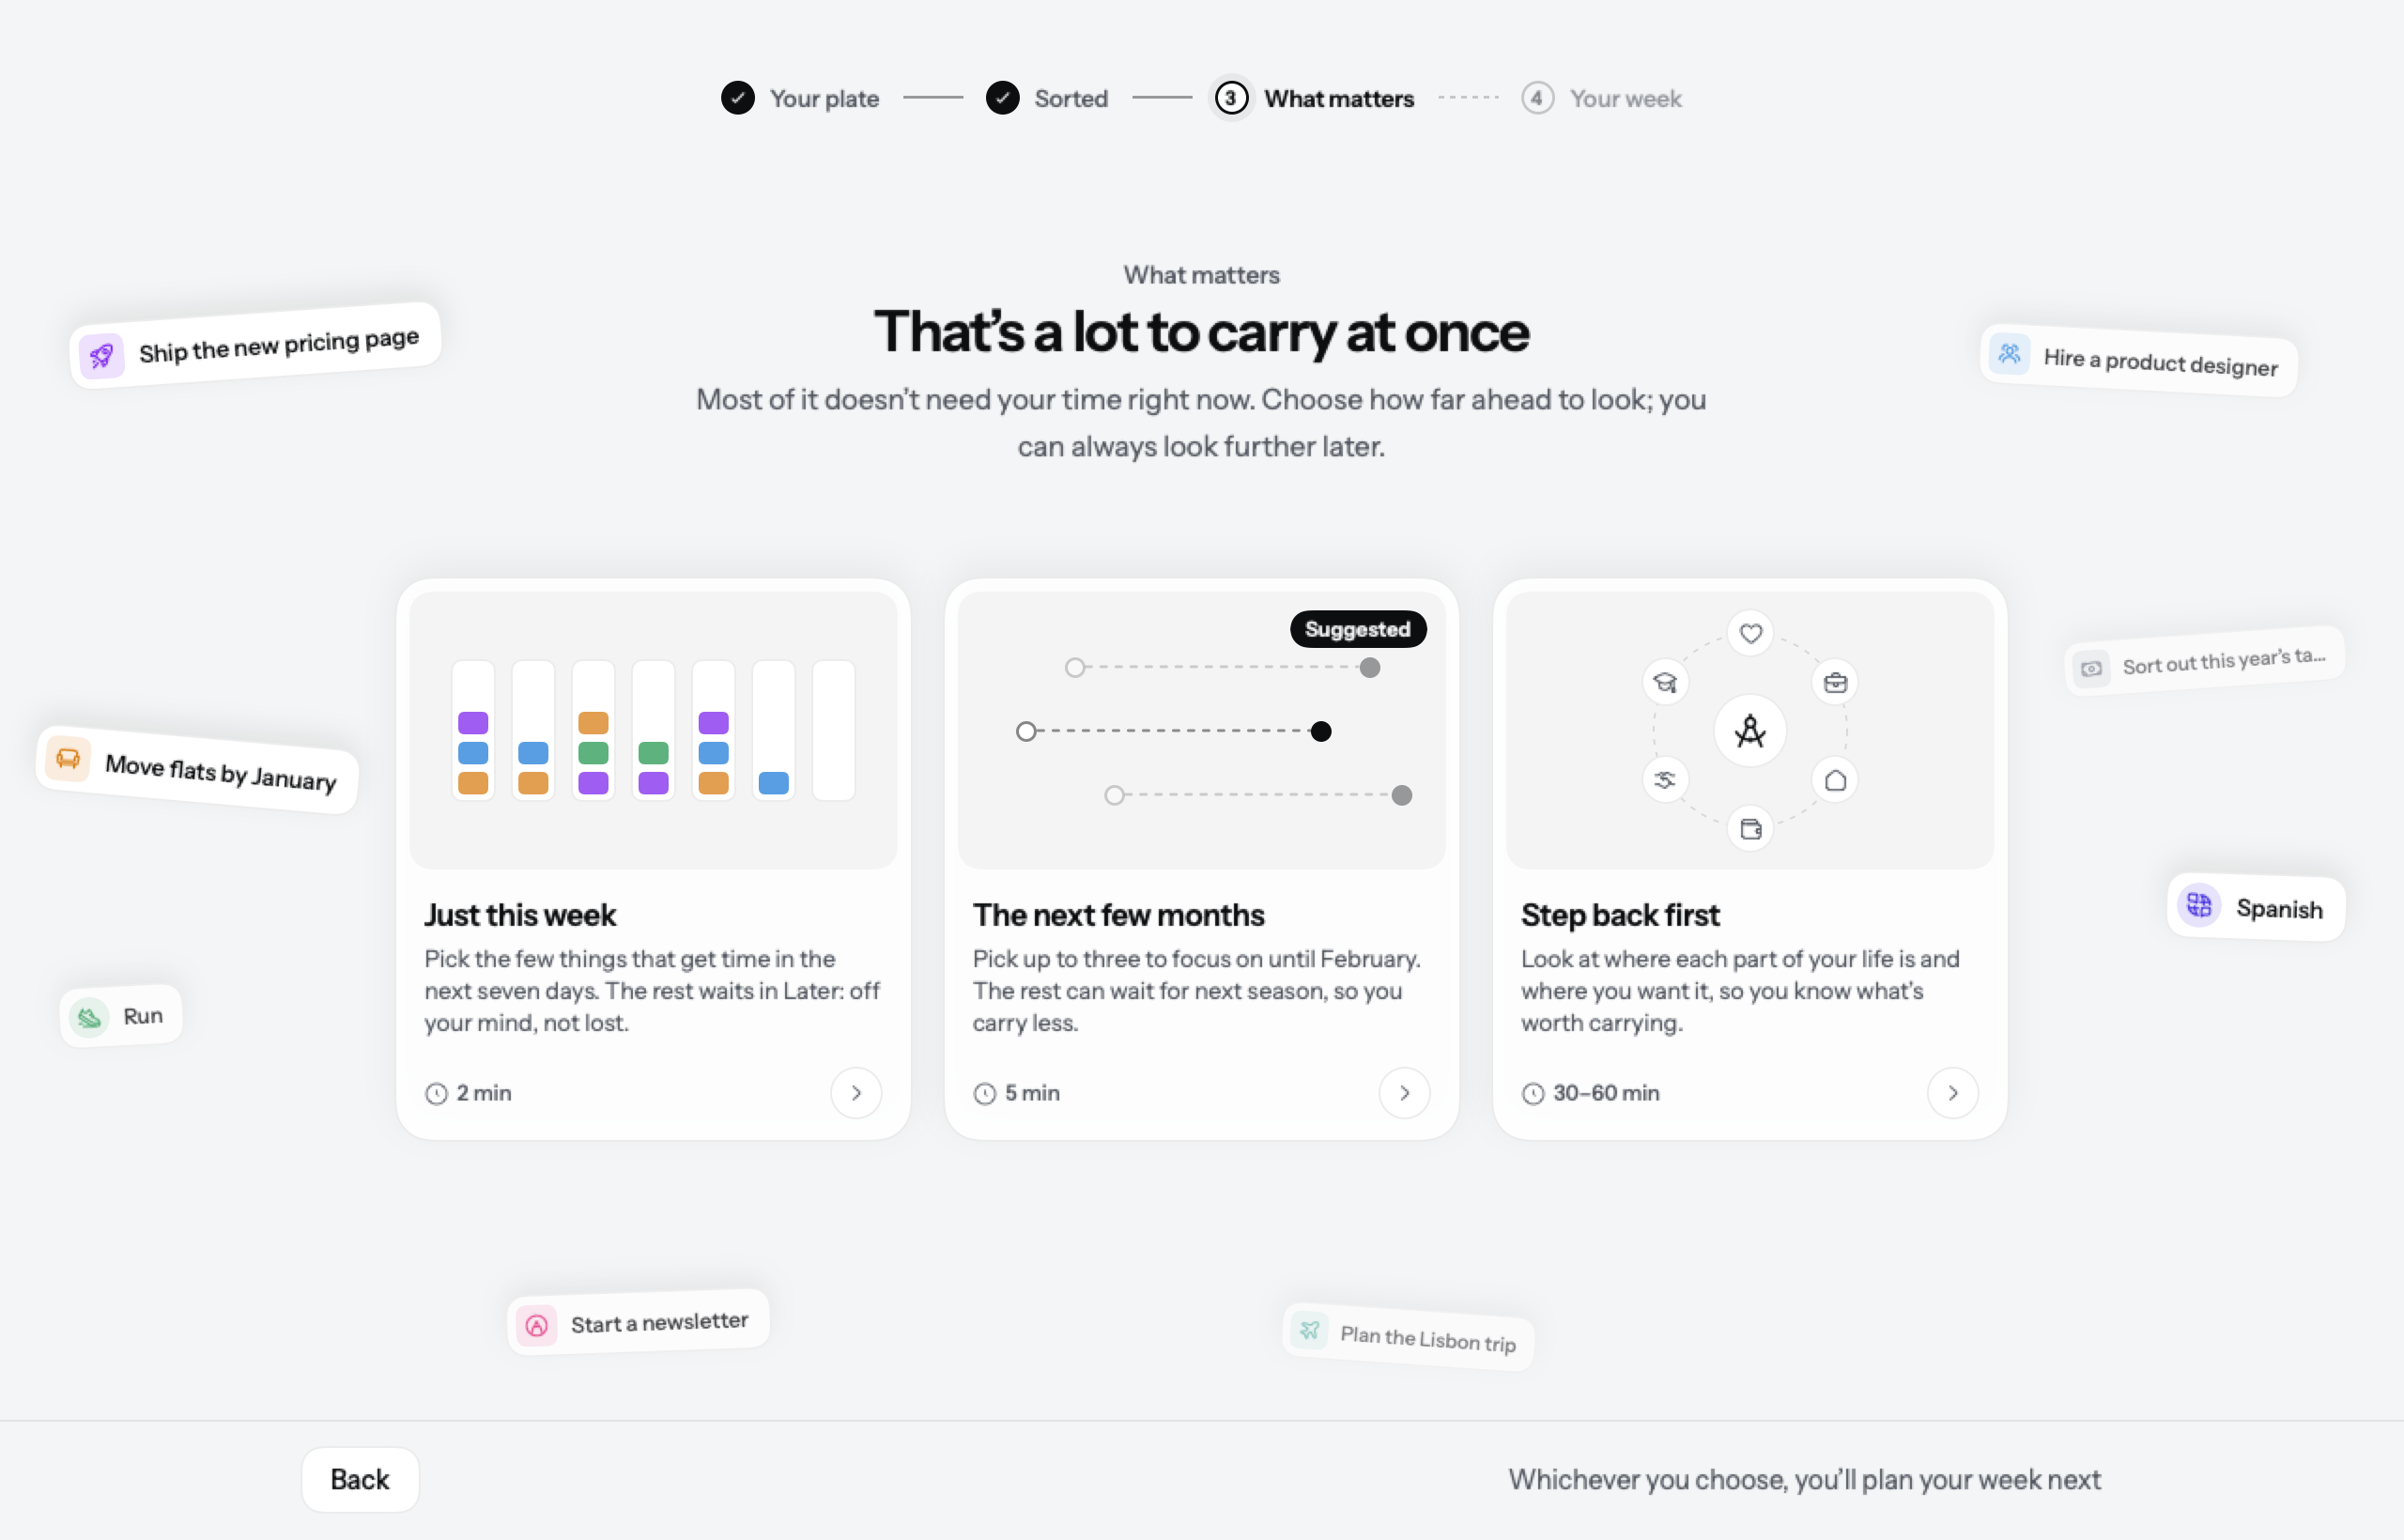 Your plate
Sorted
3 What matters
4 Your week
What matters
That's a lot to carry at once
Most of it doesn't need your time right now. Choose how far ahead to look; you
can always look further later.
Ship the new pricing page
Hire a product designer
Sort out this year's ta...
Move flats by January
Spanish
Run
Just this week
Pick the few things that get time in the
next seven days. The rest waits in Later: off
your mind, not lost.
2 min
Suggested
The next few months
Pick up to three to focus on until February.
The rest can wait for next season, so you
carry less.
5 min
Step back first
Look at where each part of your life is and
where you want it, so you know what's
worth carrying.
30–60 min
Start a newsletter
Plan the Lisbon trip
Back
Whichever you choose, you'll plan your week next